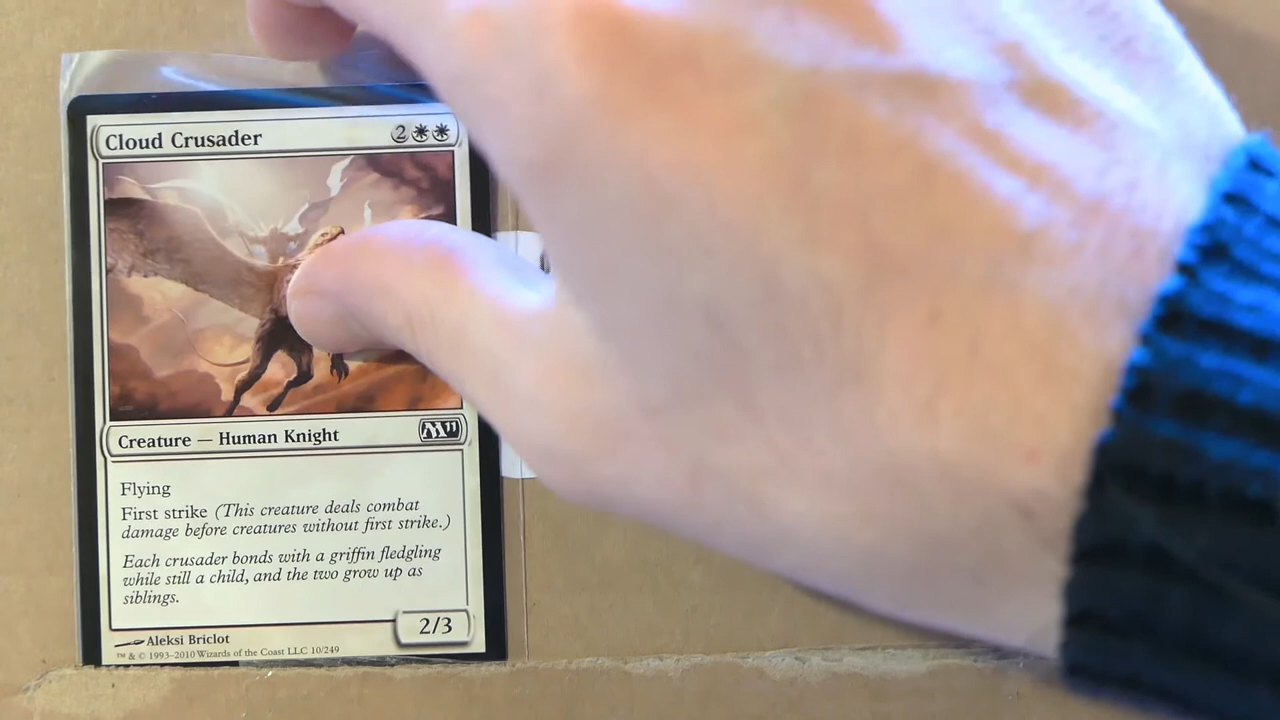 Cloud Crusader 2
Creature — Human Knight M11
Flying
First strike (This creature deals combat
damage before creatures without first strike.)
Each crusader bonds with a griffin fledgling
while still a child, and the two grow up as
siblings.
2/3
Aleksi Briclot
™ & © 1993–2010 Wizards of the Coast LLC 10/249